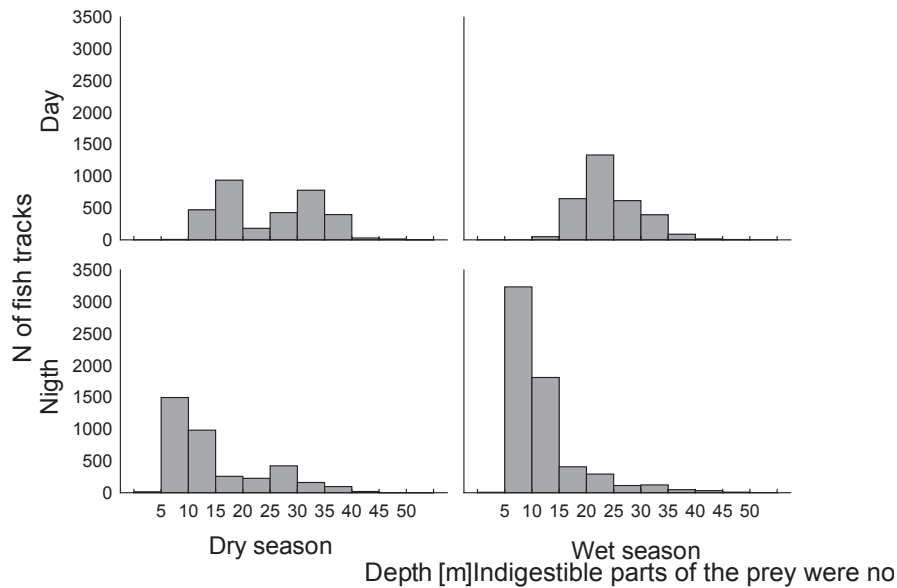 3500
3000
2500
2000
1500
1000
500
0
Day
3500
3000
2500
2000
1500
1000
500
0
Nigth
N of fish tracks
5 10 15 20 25 30 35 40 45 50
5 10 15 20 25 30 35 40 45 50
Dry season
Wet season
Depth [m]Indigestible parts of the prey were no